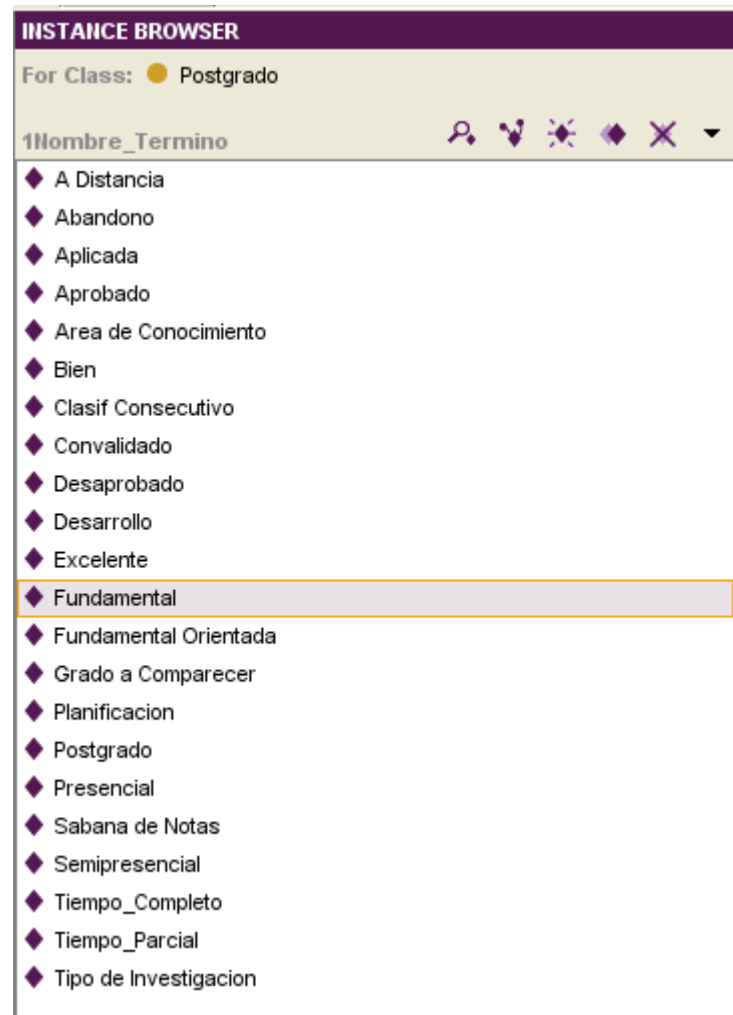 INSTANCE BROWSER
For Class: Postgrado
1Nombre_Termino
A Distancia
Abandono
Aplicada
Aprobado
Area de Conocimiento
Bien
Clasif Consecutivo
Convalidado
Desaprobado
Desarrollo
Excelente
Fundamental
Fundamental Orientada
Grado a Comparecer
Planificacion
Postgrado
Presencial
Sabana de Notas
Semipresencial
Tiempo_Completo
Tiempo_Parcial
Tipo de Investigacion